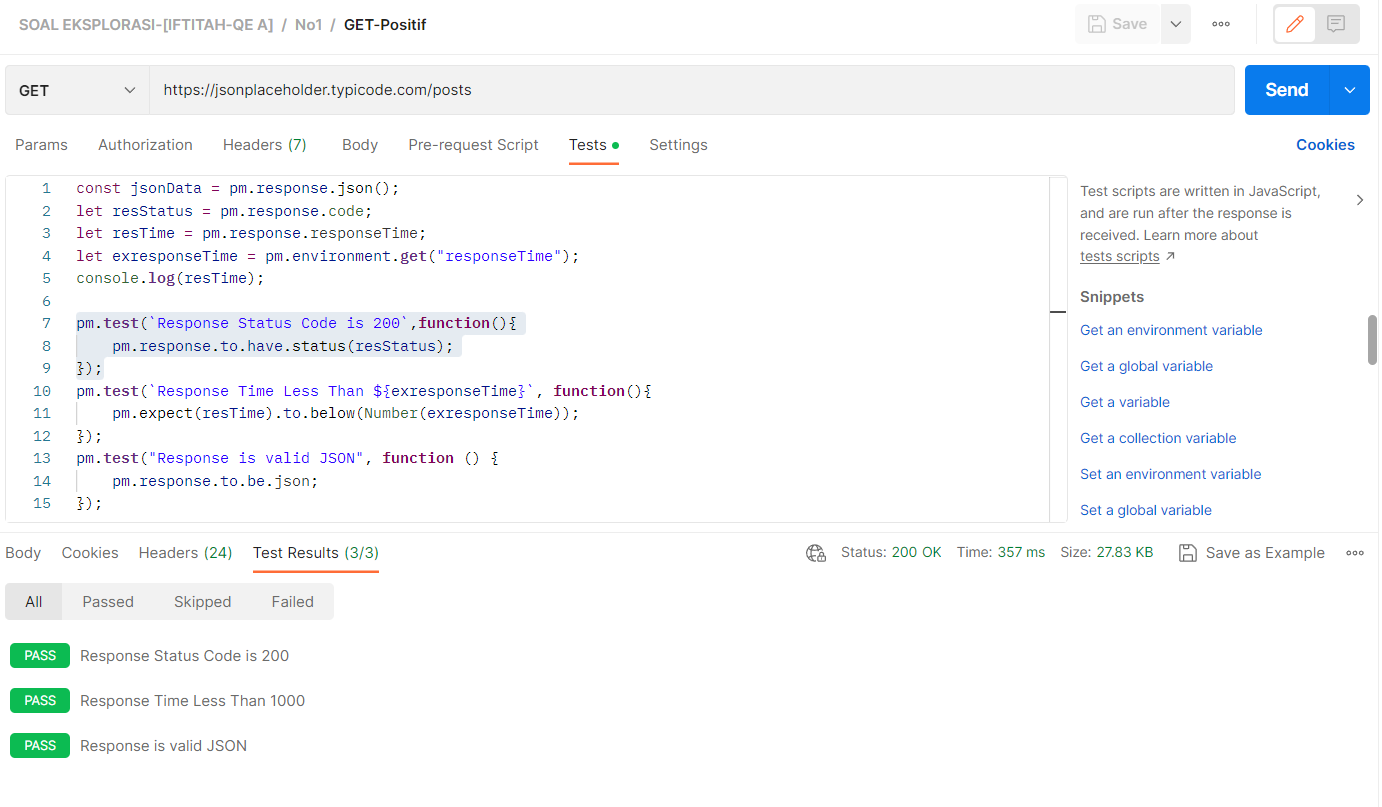 SOAL EKSPLORASI-[IFTITAH-QE A] / No1 / GET-Positif
Save
GET
https://jsonplaceholder.typicode.com/posts
Send
Params Authorization Headers (7) Body Pre-request Script Tests Settings
Cookies
1 const jsonData = pm.response.json();
2 let resStatus = pm.response.code;
3 let resTime = pm.response.responseTime;
4 let exresponseTime = pm.environment.get("responseTime");
5 console.log(resTime);
6
7 pm.test(`Response Status Code is 200`,function(){
8 pm.response.to.have.status(resStatus);
9 });
10 pm.test(`Response Time Less Than ${exresponseTime}`, function(){
11 pm.expect(resTime).to.below(Number(exresponseTime));
12 });
13 pm.test("Response is valid JSON", function () {
14 pm.response.to.be.json;
15 });
Test scripts are written in JavaScript,
and are run after the response is
received. Learn more about
tests scripts ↗
Snippets
Get an environment variable
Get a global variable
Get a variable
Get a collection variable
Set an environment variable
Set a global variable
Body Cookies Headers (24) Test Results (3/3)
Status: 200 OK Time: 357 ms Size: 27.83 KB Save as Example
All Passed Skipped Failed
PASS Response Status Code is 200
PASS Response Time Less Than 1000
PASS Response is valid JSON